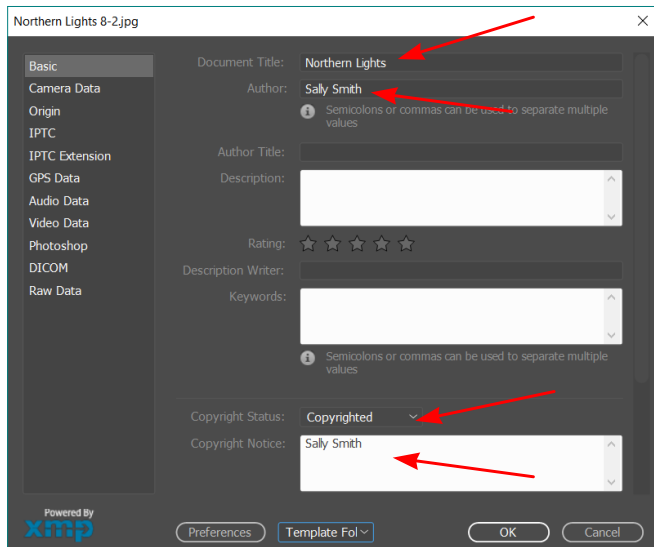 Northern Lights 8-2.jpg
Basic
Camera Data
Origin
IPTC
IPTC Extension
GPS Data
Audio Data
Video Data
Photoshop
DICOM
Raw Data
Document Title: Northern Lights
Author: Sally Smith
Semicolons or commas can be used to separate multiple
values
Author Title:
Description:
Rating:
Description Writer:
Keywords:
Semicolons or commas can be used to separate multiple
values
Copyright Status: Copyrighted
Copyright Notice: Sally Smith
Powered By
xmp
Preferences
Template Fol
OK
Cancel